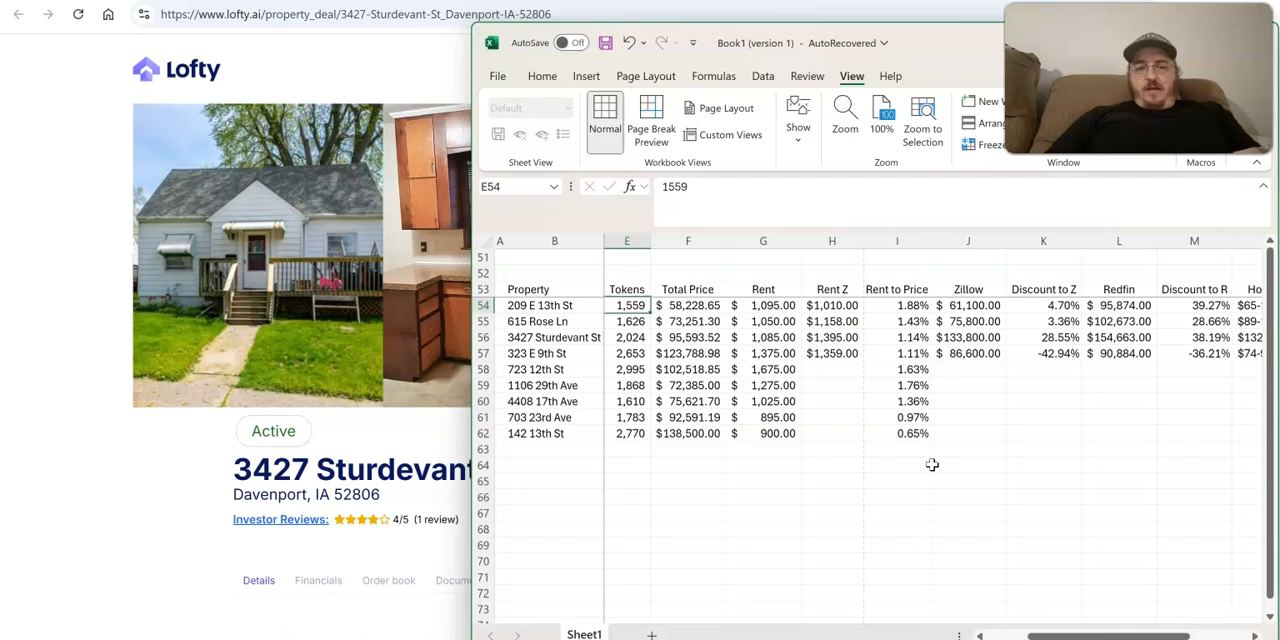 https://www.lofty.ai/property_deal/3427-Sturdevant-St_Davenport-IA-52806
Lofty
Active
3427 Sturdevant
Davenport, IA 52806
Investor Reviews: 4/5 (1 review)
Details Financials Order book
AutoSave Off Book1 (version 1) - AutoRecovered
File Home Insert Page Layout Formulas Data Review View Help
Default
Sheet View
Normal
Page Break Preview
Page Layout
Custom Views
Workbook Views
Show
Zoom
100%
Zoom to Selection
Zoom
Window
Macros
E54 fx 1559
A B E F G H I J K L M
51
52
53 Property Tokens Total Price Rent Rent Z Rent to Price Zillow Discount to Z Redfin Discount to R
54 209 E 13th St 1,559 $ 58,228.65 $ 1,095.00 $1,010.00 1.88% $ 61,100.00 4.70% $ 95,874.00 39.27%
55 615 Rose Ln 1,626 $ 73,251.30 $ 1,050.00 $1,158.00 1.43% $ 75,800.00 3.36% $102,673.00 28.66%
56 3427 Sturdevant St 2,024 $ 95,593.52 $ 1,085.00 $1,395.00 1.14% $133,800.00 28.55% $154,663.00 38.19%
57 323 E 9th St 2,653 $123,788.98 $ 1,375.00 $1,359.00 1.11% $ 86,600.00 -42.94% $ 90,884.00 -36.21%
58 723 12th St 2,995 $102,518.85 $ 1,675.00 1.63%
59 1106 29th Ave 1,868 $ 72,385.00 $ 1,275.00 1.76%
60 4408 17th Ave 1,610 $ 75,621.70 $ 1,025.00 1.36%
61 703 23rd Ave 1,783 $ 92,591.19 $ 895.00 0.97%
62 142 13th St 2,770 $138,500.00 $ 900.00 0.65%
63
64
65
66
67
68
69
70
71
72
73
Sheet1